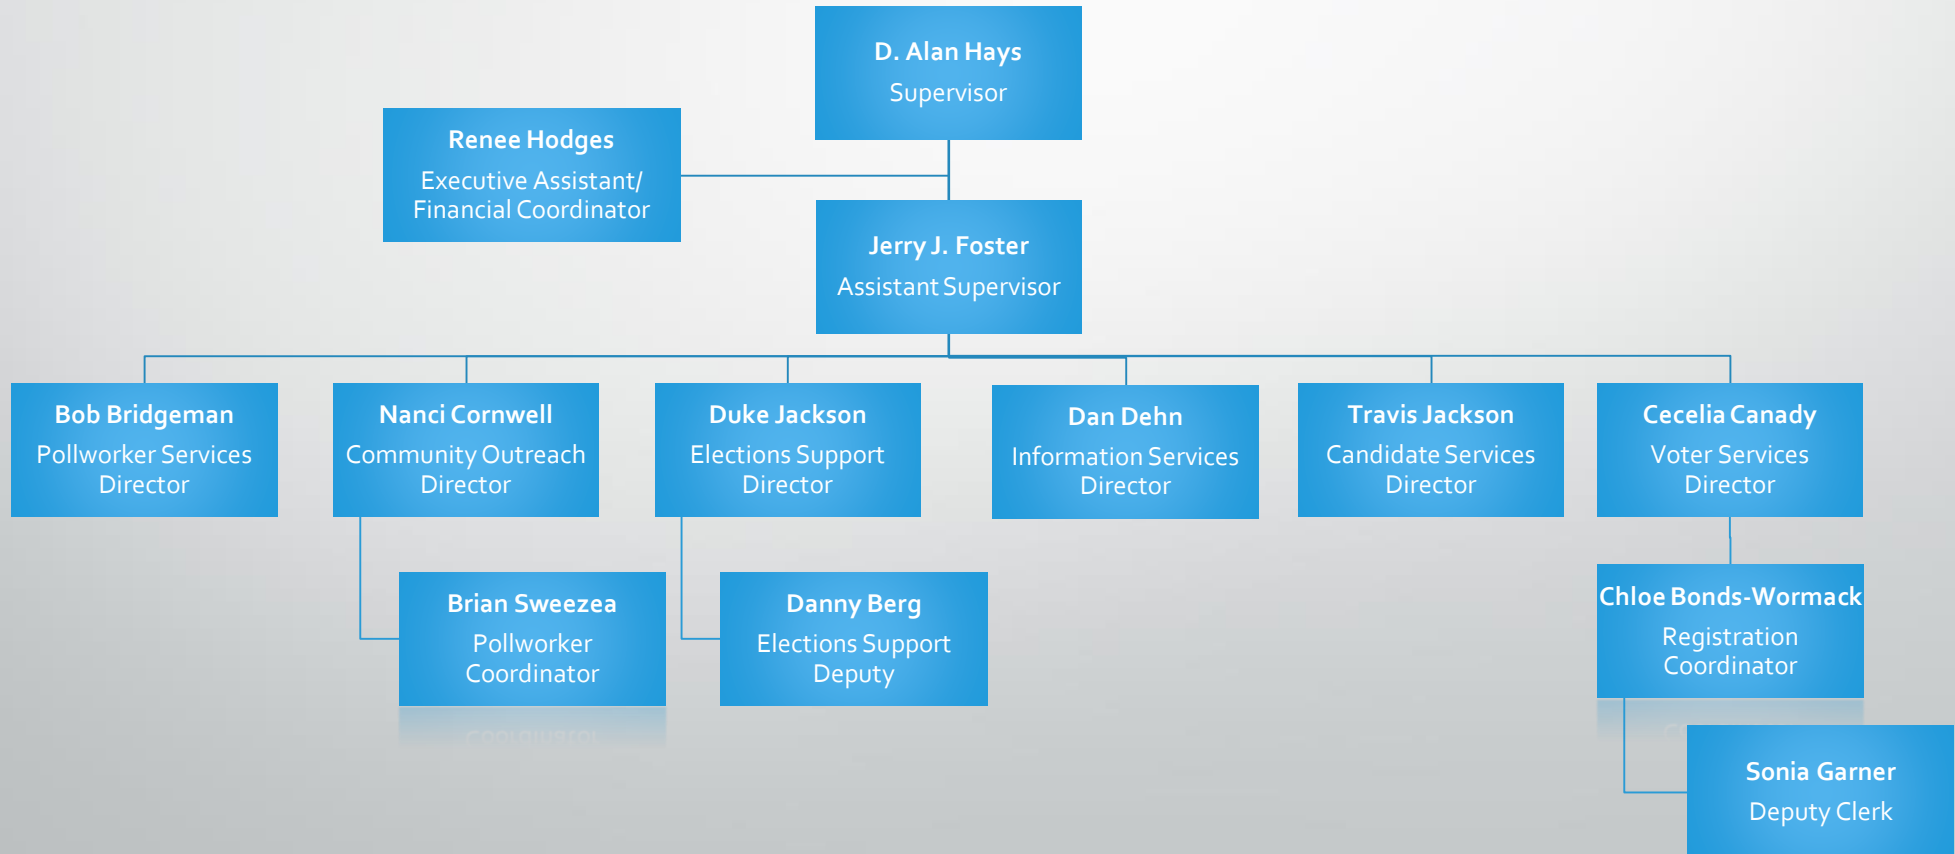 D. Alan Hays
Supervisor
Renee Hodges
Executive Assistant/
Financial Coordinator
Jerry J. Foster
Assistant Supervisor
Bob Bridgeman
Pollworker Services
Director
Nanci Cornwell
Community Outreach
Director
Duke Jackson
Elections Support
Director
Dan Dehn
Information Services
Director
Travis Jackson
Candidate Services
Director
Cecelia Canady
Voter Services
Director
Brian Sweezea
Pollworker
Coordinator
Danny Berg
Elections Support
Deputy
Chloe Bonds-Wormack
Registration
Coordinator
Sonia Garner
Deputy Clerk